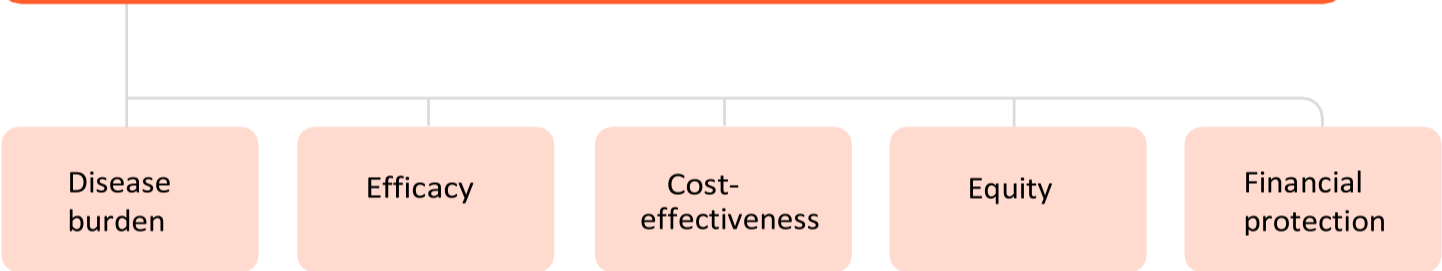 Disease
burden
Efficacy
Cost-
effectiveness
Equity
Financial
protection